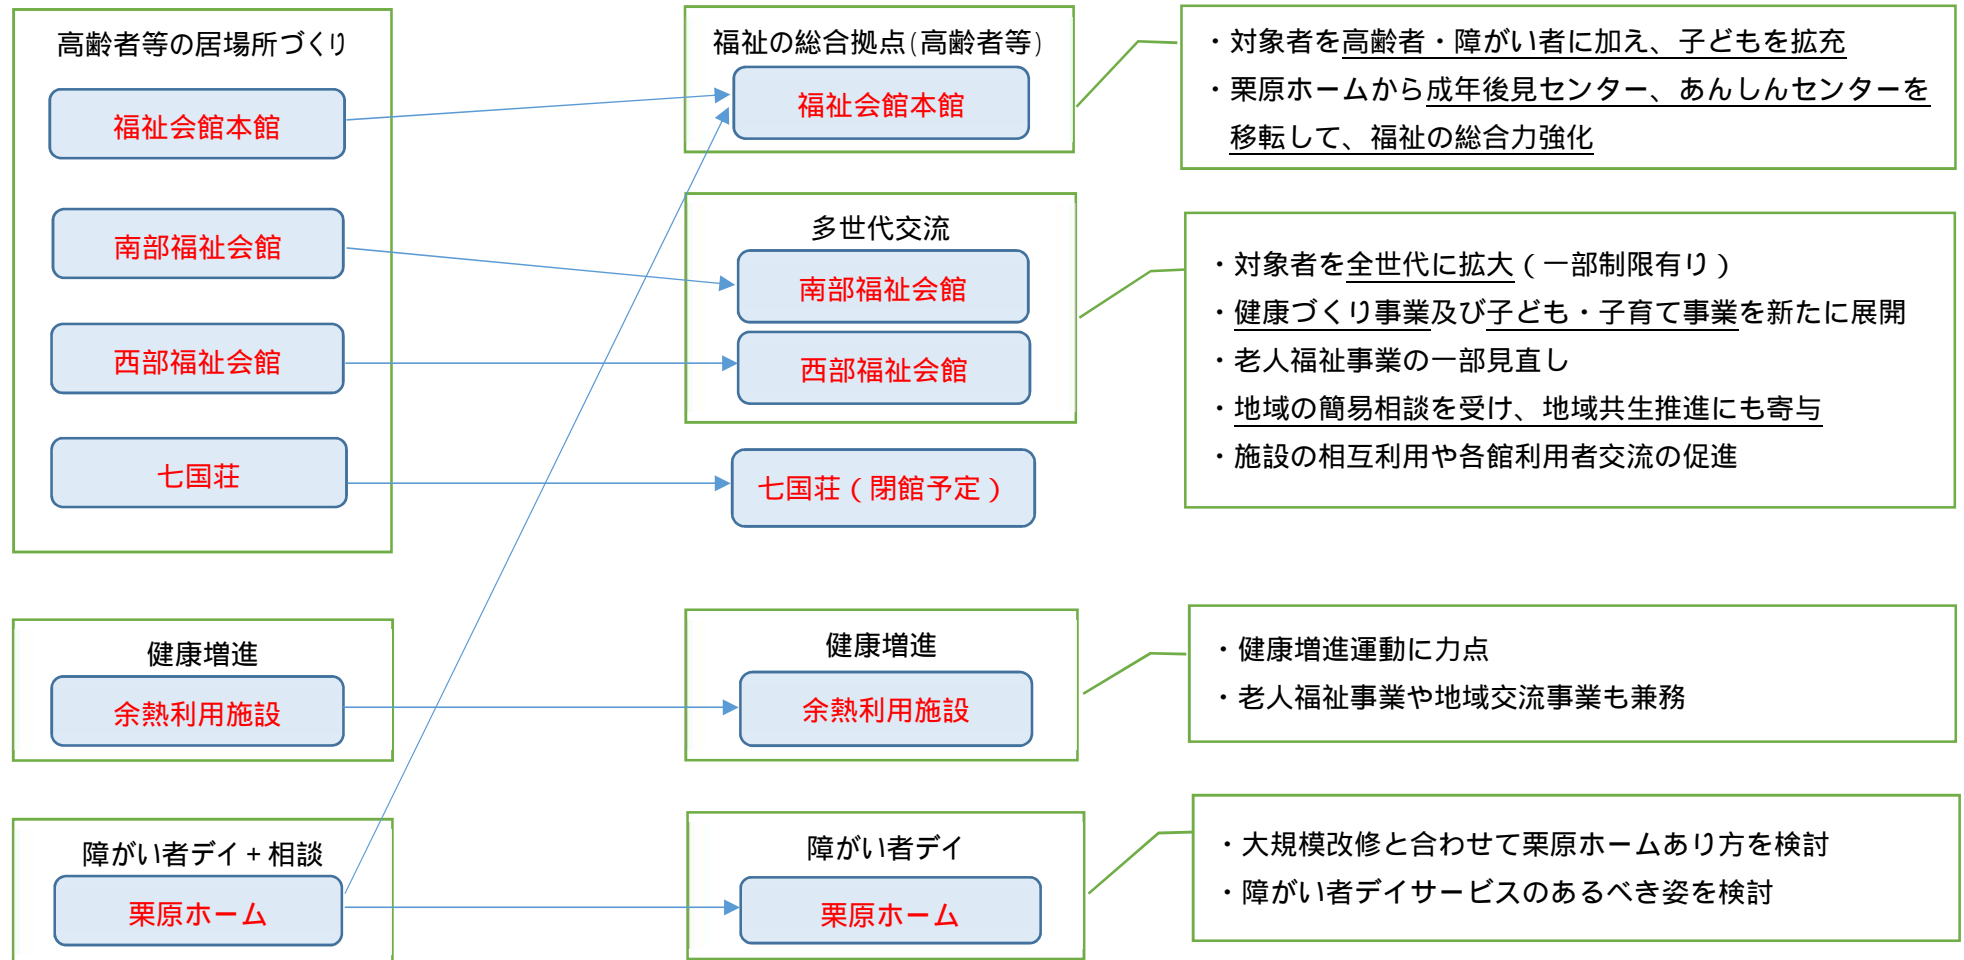 高齢者等の居場所づくり
福祉会館本館
南部福祉会館
西部福祉会館
七国荘
健康増進
余熱利用施設
障がい者デイ+相談
栗原ホーム
福祉の総合拠点(高齢者等)
福祉会館本館
多世代交流
南部福祉会館
西部福祉会館
七国荘(閉館予定)
健康増進
余熱利用施設
障がい者デイ
栗原ホーム
・対象者を高齢者・障がい者に加え、子どもを拡充
・栗原ホームから成年後見センター、あんしんセンターを
移転して、福祉の総合力強化
・対象者を全世代に拡大(一部制限有り)
・健康づくり事業及び子ども・子育て事業を新たに展開
・老人福祉事業の一部見直し
・地域の簡易相談を受け、地域共生推進にも寄与
・施設の相互利用や各館利用者交流の促進
・健康増進運動に力点
・老人福祉事業や地域交流事業も兼務
・大規模改修と合わせて栗原ホームあり方を検討
・障がい者デイサービスのあるべき姿を検討